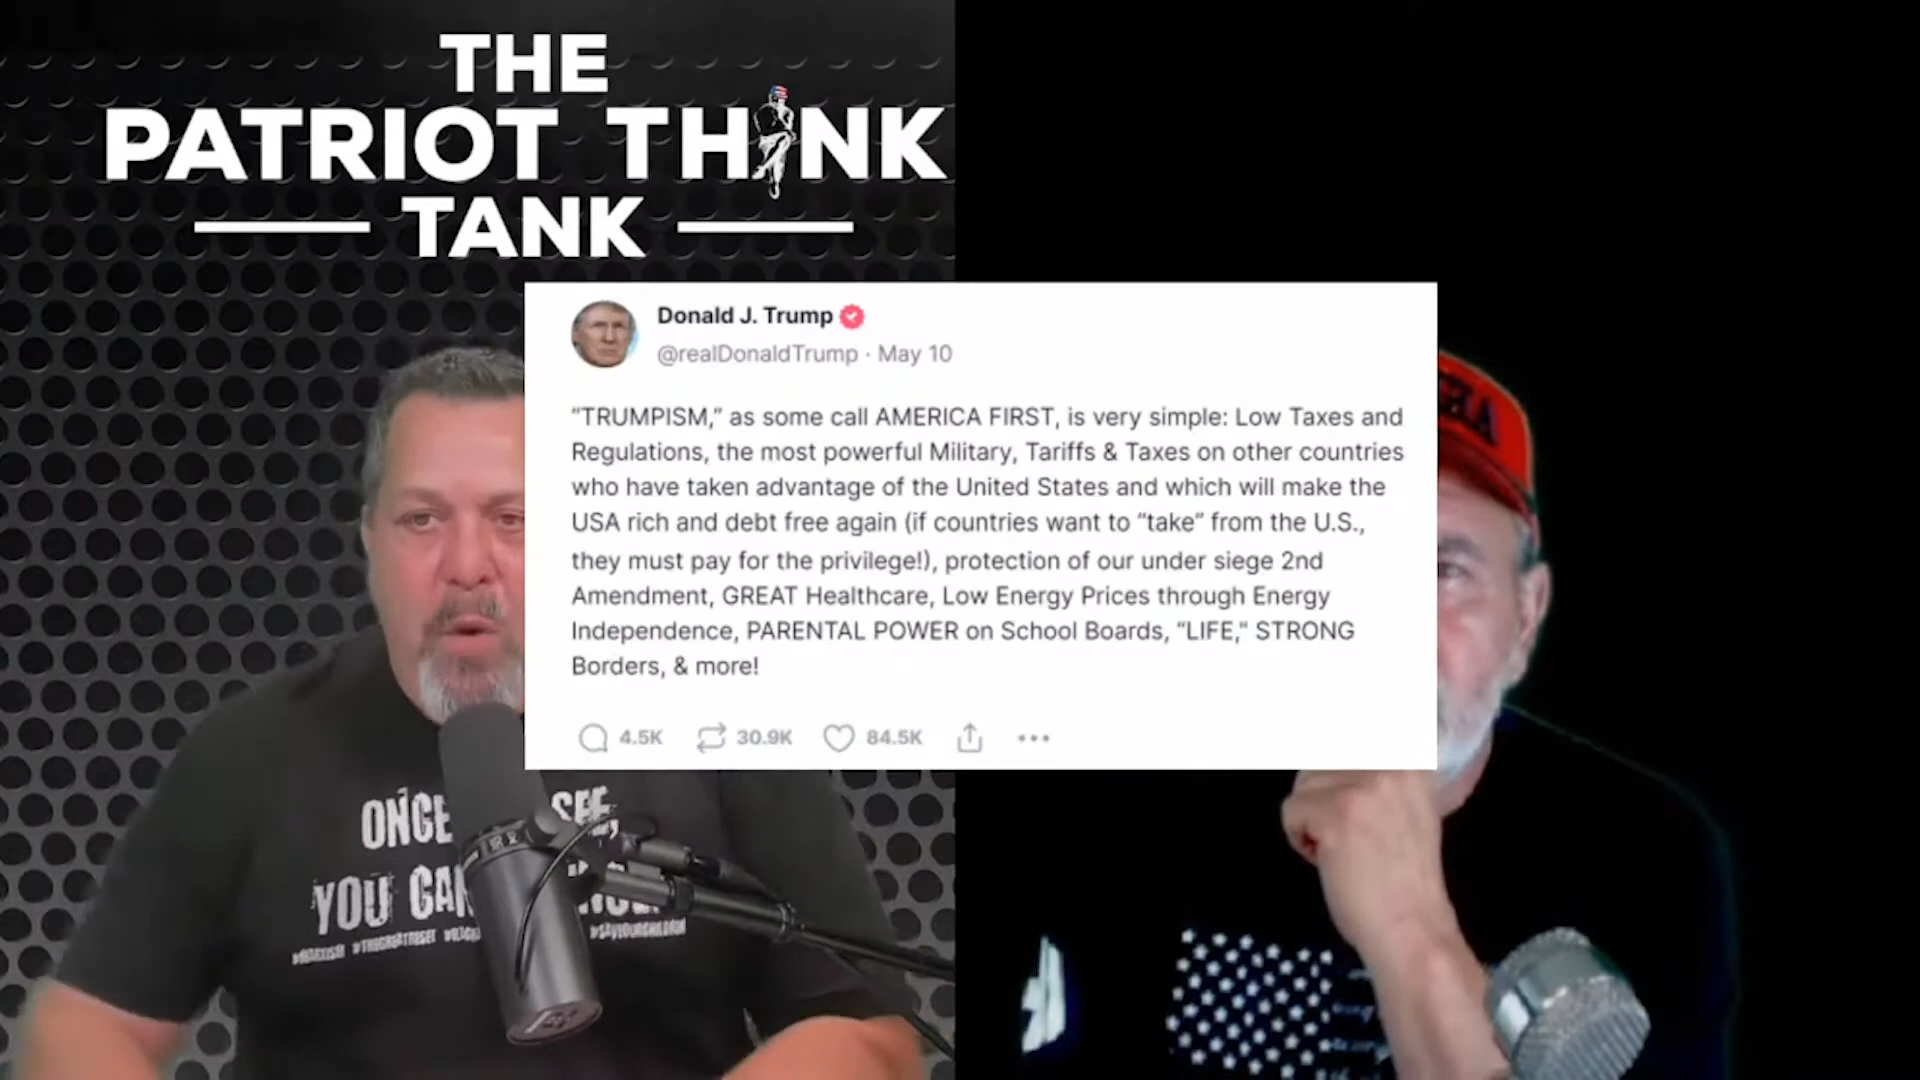 THE
PATRIOT THINK
TANK
Donald J. Trump
@realDonaldTrump · May 10
“TRUMPISM,” as some call AMERICA FIRST, is very simple: Low Taxes and
Regulations, the most powerful Military, Tariffs & Taxes on other countries
who have taken advantage of the United States and which will make the
USA rich and debt free again (if countries want to “take” from the U.S.,
they must pay for the privilege!), protection of our under siege 2nd
Amendment, GREAT Healthcare, Low Energy Prices through Energy
Independence, PARENTAL POWER on School Boards, “LIFE,” STRONG
Borders, & more!
4.5K 30.9K 84.5K
ONCE SEE,
YOU
#THEGREATRESET